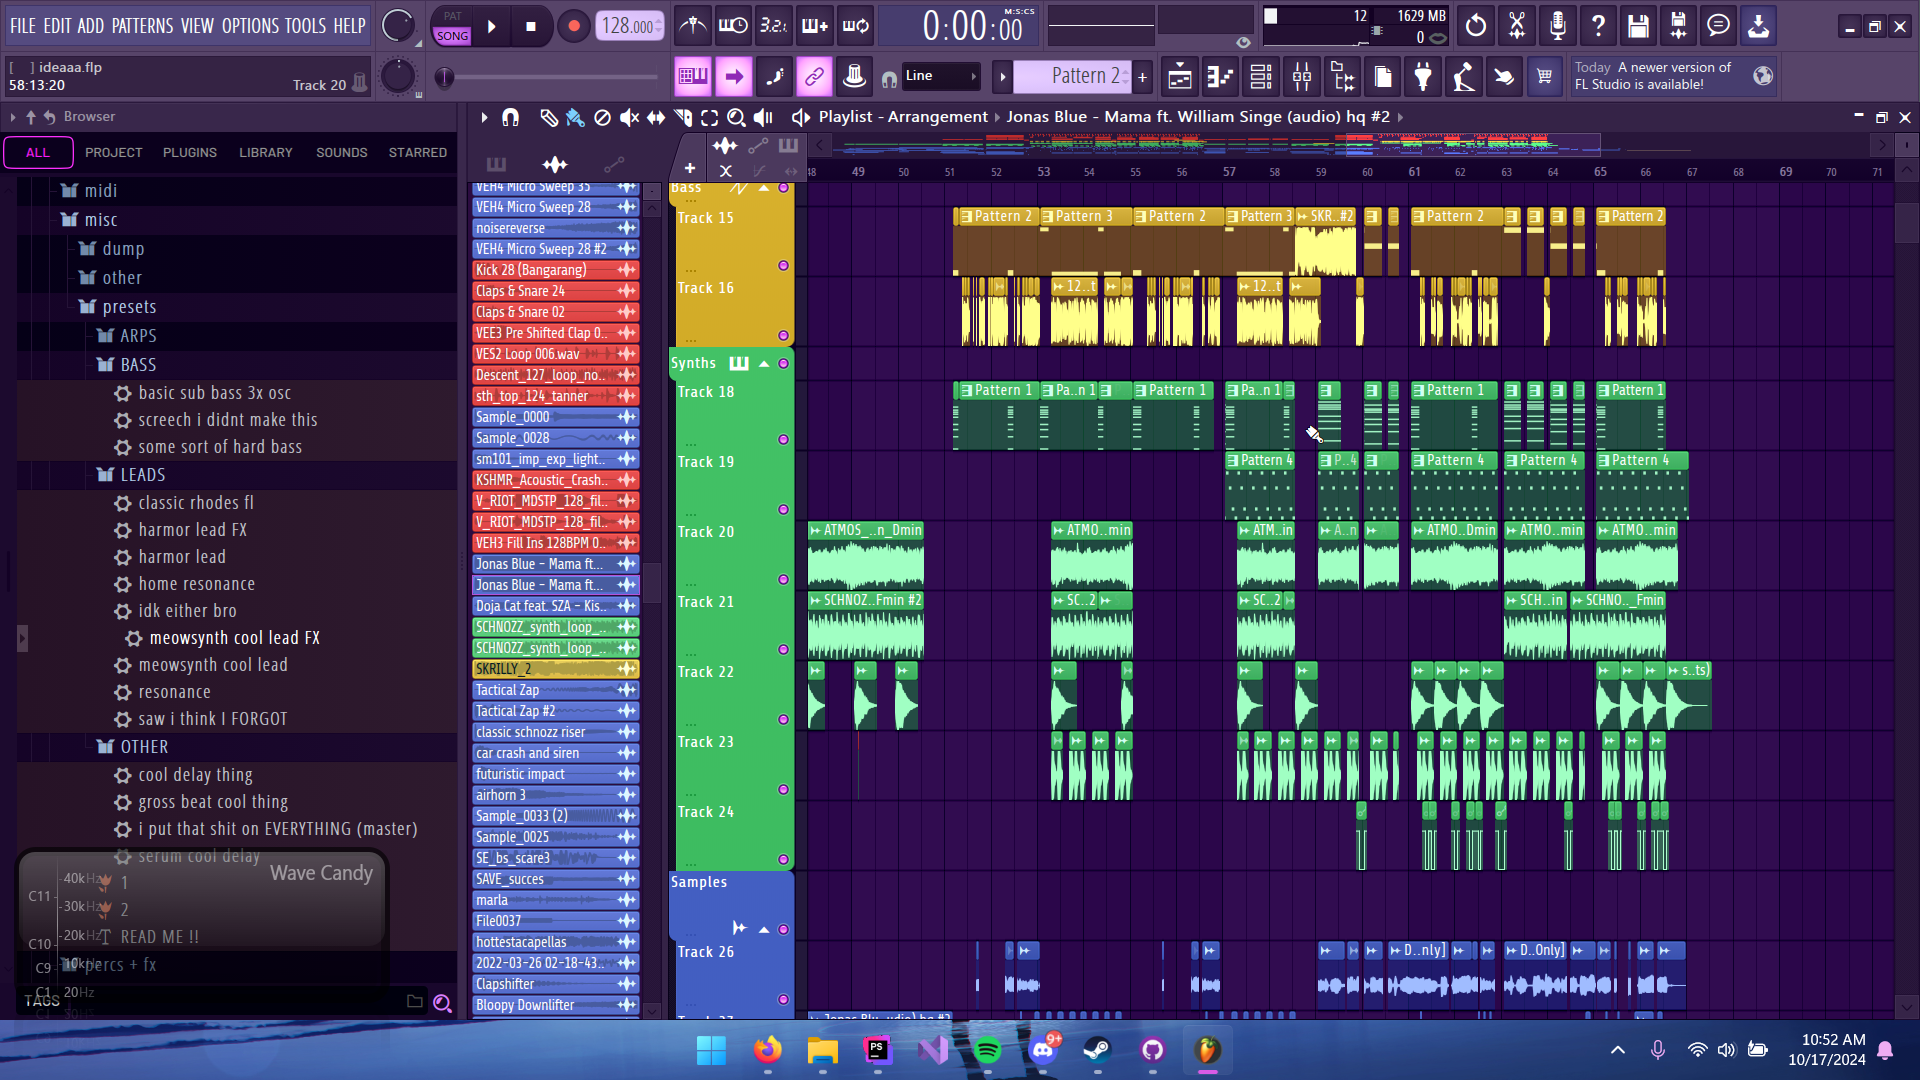 FILE EDIT ADD PATTERNS VIEW OPTIONS TOOLS HELP
PAT
SONG
128.000
3.2.
0:00:00
M:S:CS
12
1629 MB
0
[ ] ideaaa.flp
58:13:20
Track 20
Line
Pattern 2
Today A newer version of
FL Studio is available!
Browser
Playlist - Arrangement › Jonas Blue - Mama ft. William Singe (audio) hq #2
ALL
PROJECT
PLUGINS
LIBRARY
SOUNDS
STARRED
midi
misc
dump
other
presets
ARPS
BASS
basic sub bass 3x osc
screech i didnt make this
some sort of hard bass
LEADS
classic rhodes fl
harmor lead FX
harmor lead
home resonance
idk either bro
meowsynth cool lead FX
meowsynth cool lead
resonance
saw i think I FORGOT
OTHER
cool delay thing
gross beat cool thing
i put that shit on EVERYTHING (master)
serum cool delay
1
2
READ ME !!
percs + fx
TAGS
Wave Candy
40kHz
30kHz
20kHz
10kHz
20Hz
C11
C10
C9
VEH4 Micro Sweep 35
VEH4 Micro Sweep 28
noisereverse
VEH4 Micro Sweep 28 #2
Kick 28 (Bangarang)
Claps & Snare 24
Claps & Snare 02
VEE3 Pre Shifted Clap 0..
VES2 Loop 006.wav
Descent_127_loop_no..
sth_top_124_tanner
Sample_0000
Sample_0028
sm101_imp_exp_light..
KSHMR_Acoustic_Crash..
V_RIOT_MDSTP_128_fil..
V_RIOT_MDSTP_128_fil..
VEH3 Fill Ins 128BPM 0..
Jonas Blue - Mama ft...
Jonas Blue - Mama ft...
Doja Cat feat. SZA - Kis..
SCHNOZZ_synth_loop_..
SCHNOZZ_synth_loop_..
SKRILLY_2
Tactical Zap
Tactical Zap #2
classic schnozz riser
car crash and siren
futuristic impact
airhorn 3
Sample_0033 (2)
Sample_0025
SE_bs_scare3
SAVE_succes
marla
File0037
hottestacapellas
2022-03-26 02-18-43..
Clapshifter
Bloopy Downlifter
48 49 50 51 52 53 54 55 56 57 58 59 60 61 62 63 64 65 66 67 68 69 70 71
Bass
Track 15
Pattern 2 Pattern 3 Pattern 2 Pattern 3 SKR..#2 Pattern 2 Pattern 2
Track 16
12..t 12..t
Synths
Track 18
Pattern 1 Pa..n 1 Pattern 1 Pa..n 1 Pattern 1 Pattern 1
Track 19
Pattern 4 P..4 Pattern 4 Pattern 4 Pattern 4
Track 20
ATMOS_..n_Dmin ATMO..min ATM..in A..n ATMO..Dmin ATMO..min ATMO..min
Track 21
SCHNOZ..Fmin #2 SC..2 SC..2 SCH..in SCHNO.._Fmin
Track 22
s..ts)
Track 23
Track 24
Samples
Track 26
D..nly] D..Only]
10:52 AM
10/17/2024
PS
9+